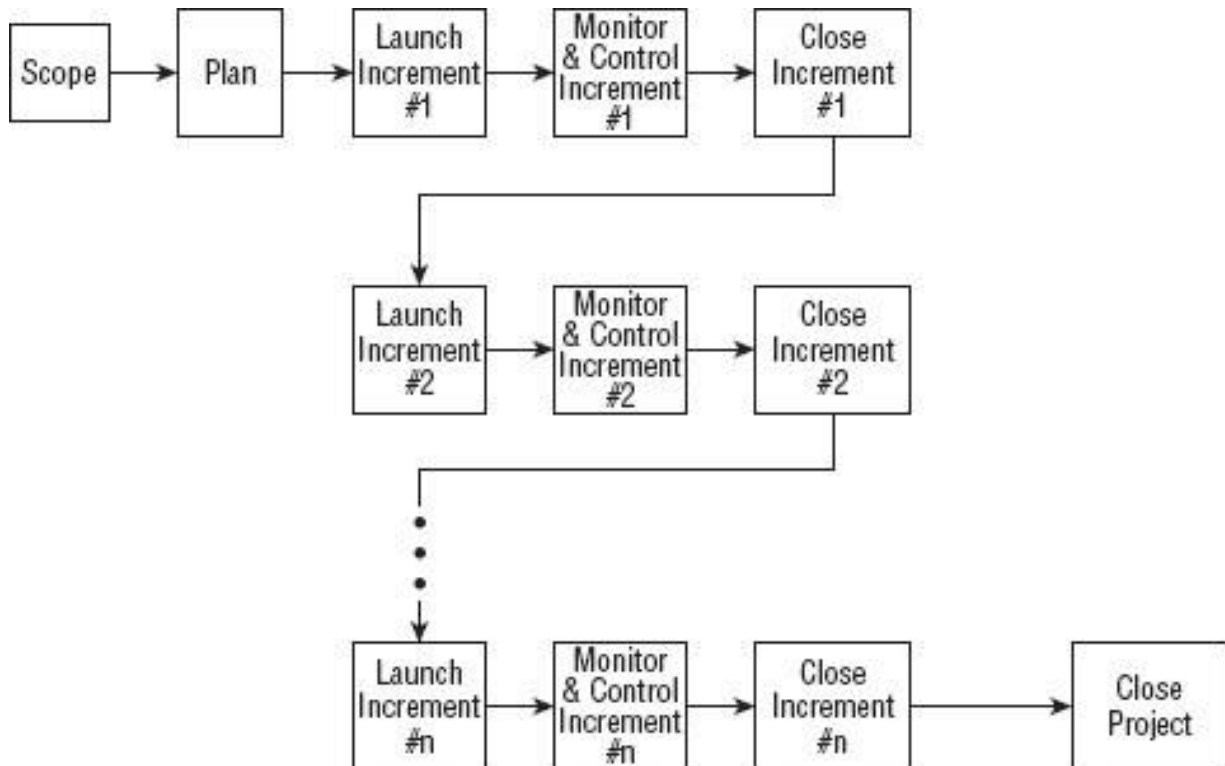 Scope
Plan
Launch
Increment
#1
Monitor
& Control
Increment
#1
Close
Increment
#1
Launch
Increment
#2
Monitor
& Control
Increment
#2
Close
Increment
#2
Launch
Increment
#n
Monitor
& Control
Increment
#n
Close
Increment
#n
Close
Project